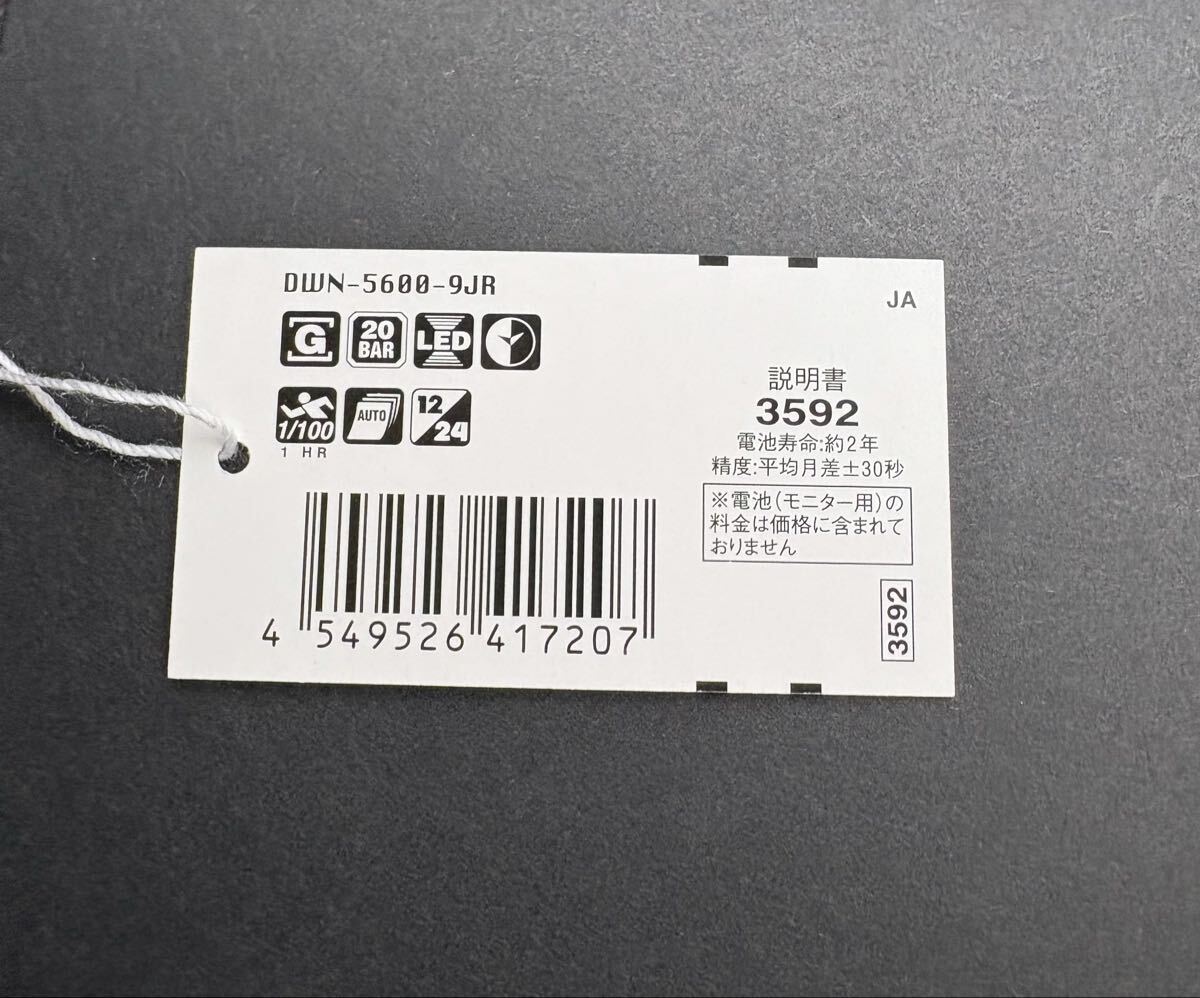 DWN-5600-9JR
JA
G
20
BAR
LED
1/100
1 HR
AUTO
12/24
説明書
3592
電池寿命:約2年
精度:平均月差±30秒
※電池(モニター用)の
料金は価格に含まれて
おりません
3592
4 549526 417207